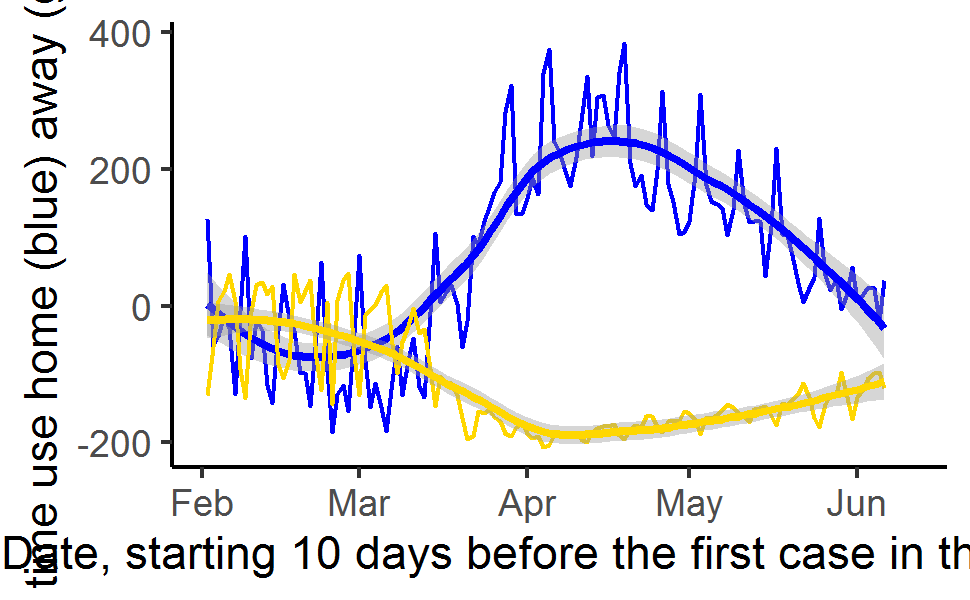 400
200
0
-200
Feb Mar Apr May Jun
Date, starting 10 days before the first case in th
time use home (blue) away (